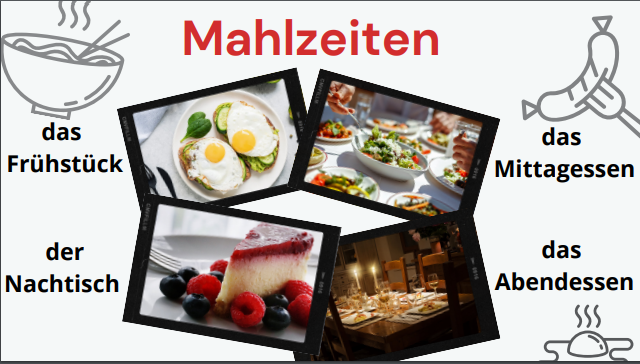 Mahlzeiten
das
Frühstück
das
Mittagessen
der
Nachtisch
das
Abendessen